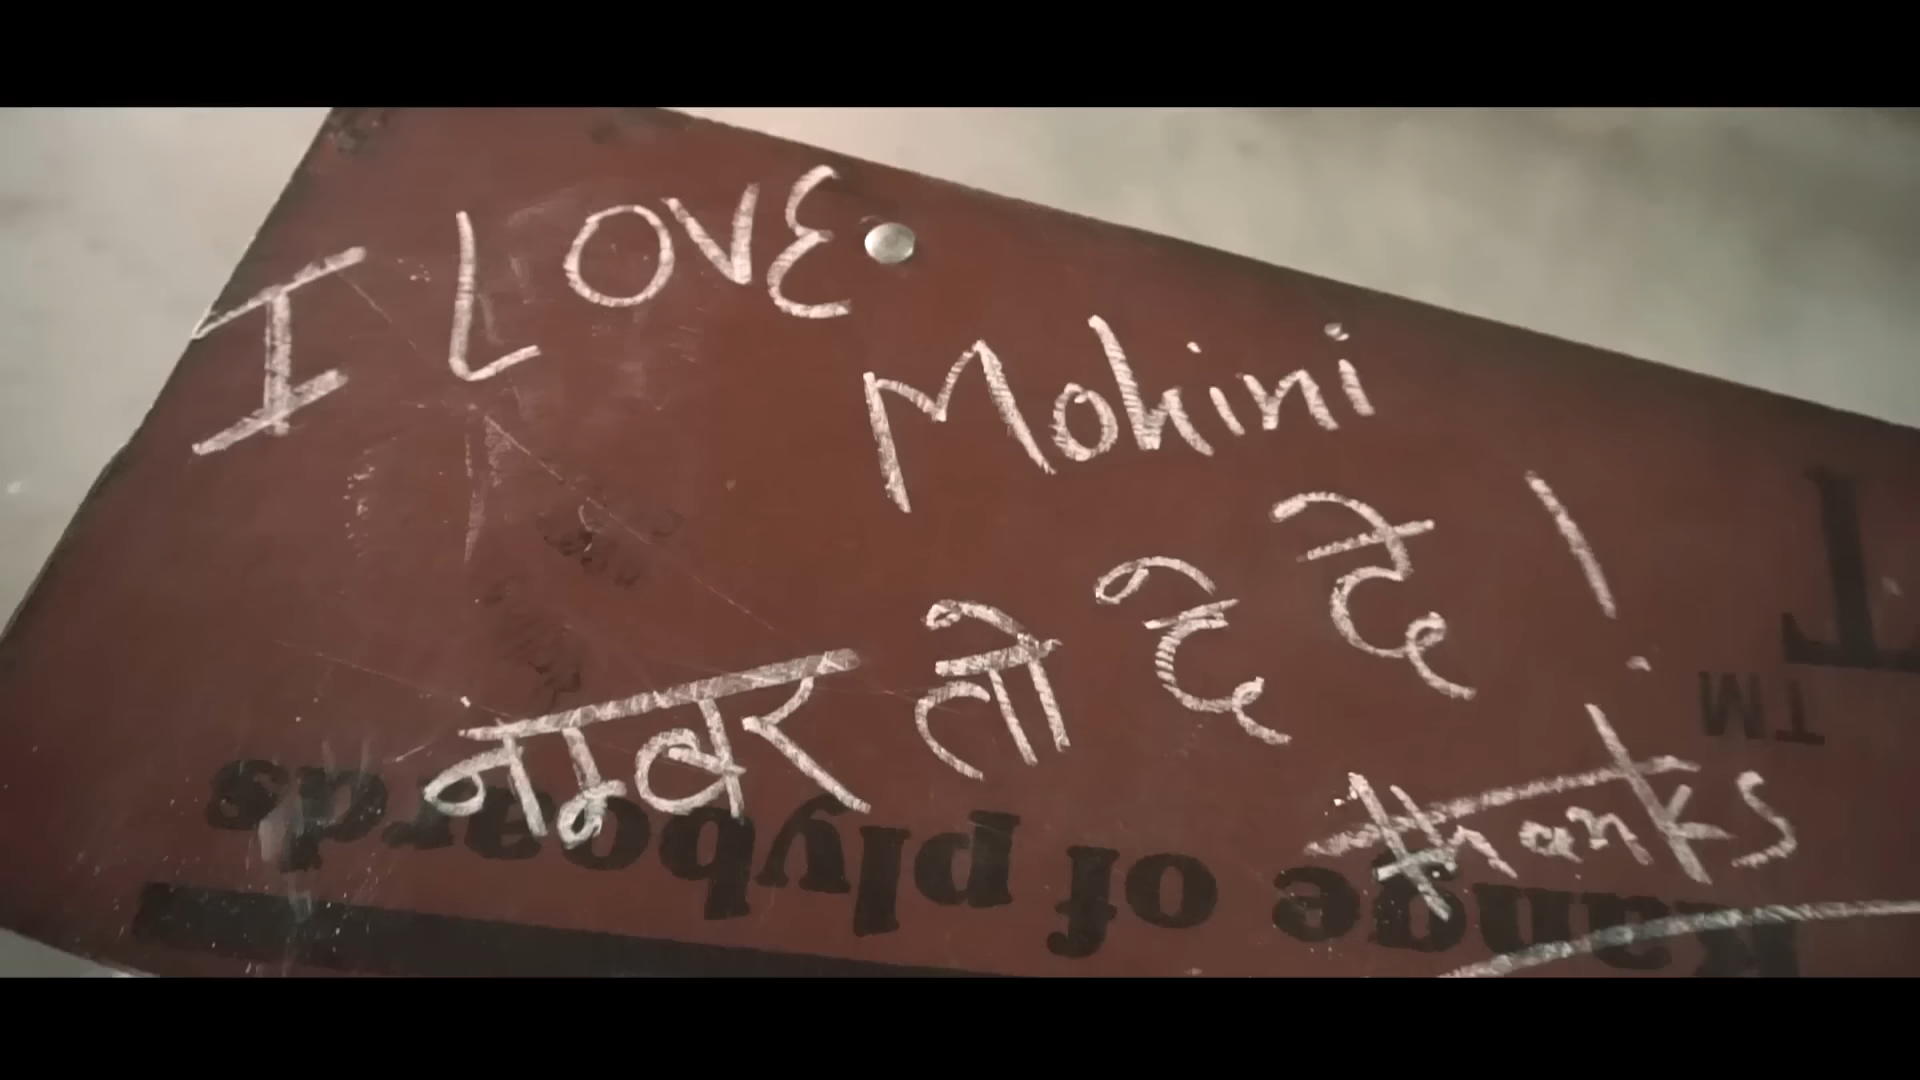 I LOVE
Mohini
नम्बर तो दे दे !
Thanks
TM
Range of plyboards